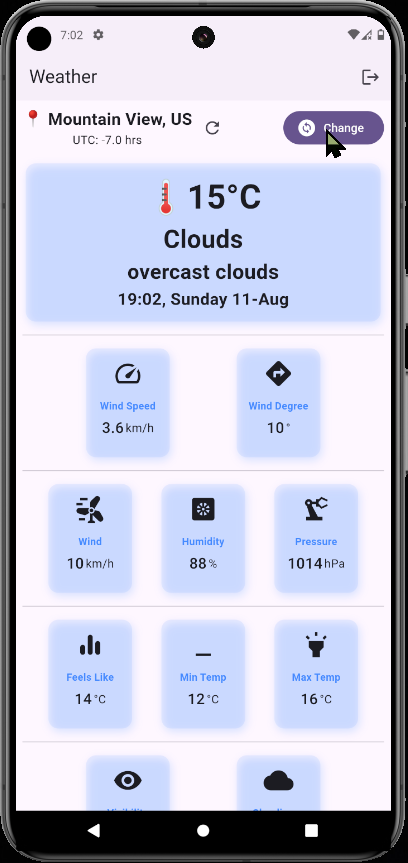 7:02
Weather
Mountain View, US
UTC: -7.0 hrs
Change
15°C
Clouds
overcast clouds
19:02, Sunday 11-Aug
Wind Speed
3.6 km/h
Wind Degree
10 °
Wind
10 km/h
Humidity
88 %
Pressure
1014 hPa
Feels Like
14 °C
Min Temp
12 °C
Max Temp
16 °C